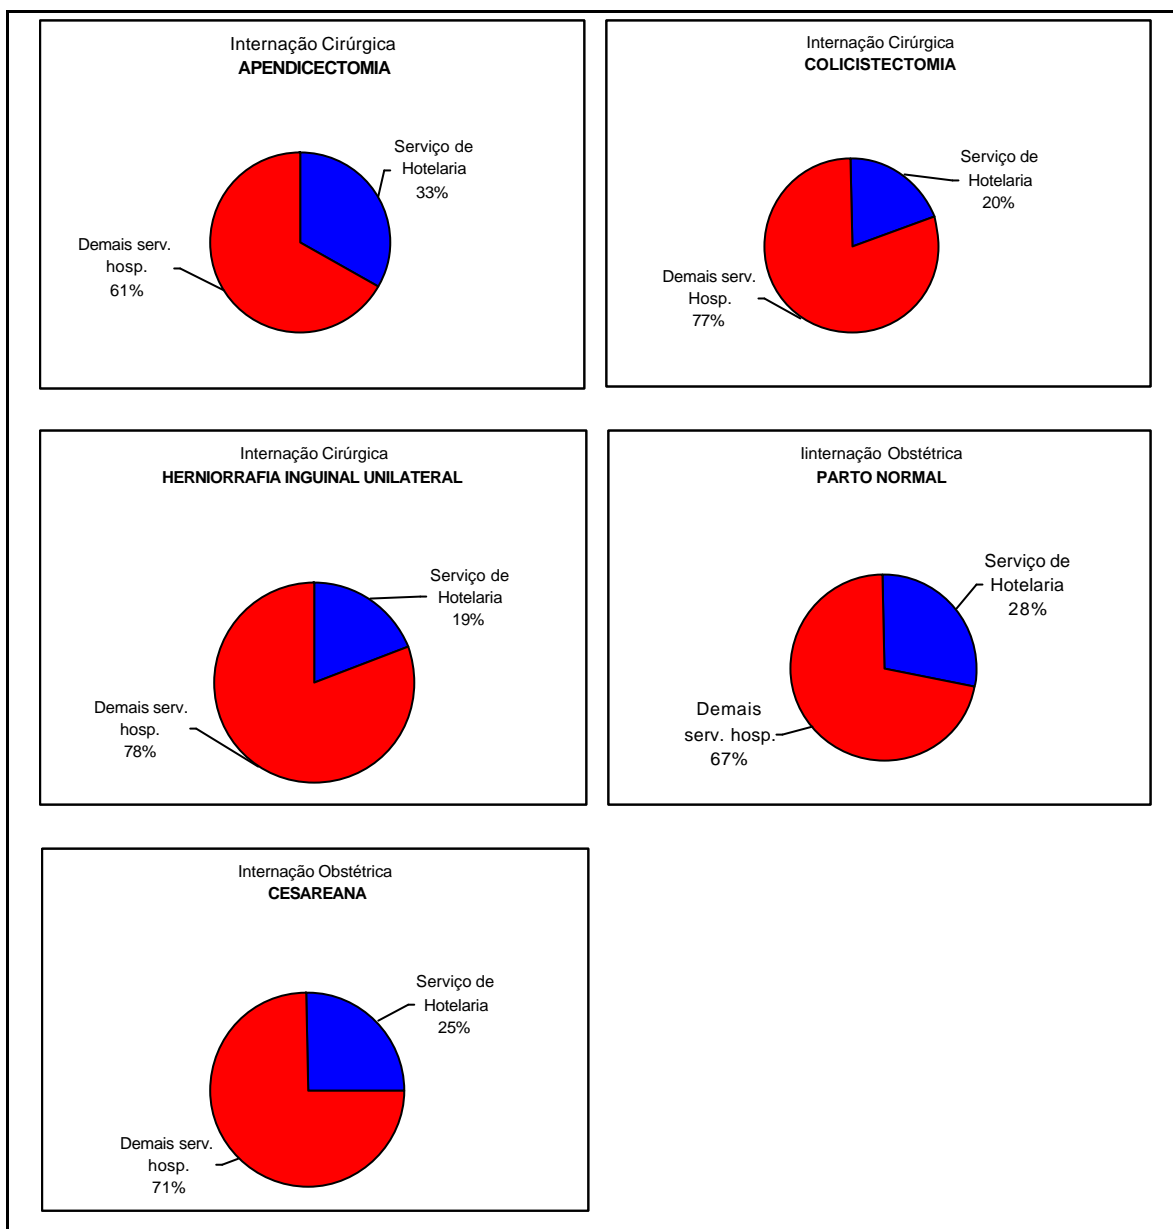 Internação Cirúrgica
APENDICECTOMIA
Serviço de
Hotelaria
33%
Demais serv.
hosp.
61%
Internação Cirúrgica
COLICISTECTOMIA
Serviço de
Hotelaria
20%
Demais serv.
Hosp.
77%
Internação Cirúrgica
HERNIORRAFIA INGUINAL UNILATERAL
Serviço de
Hotelaria
19%
Demais serv.
hosp.
78%
Iinternação Obstétrica
PARTO NORMAL
Serviço de
Hotelaria
28%
Demais
serv. hosp.
67%
Internação Obstétrica
CESAREANA
Serviço de
Hotelaria
25%
Demais serv.
hosp.
71%